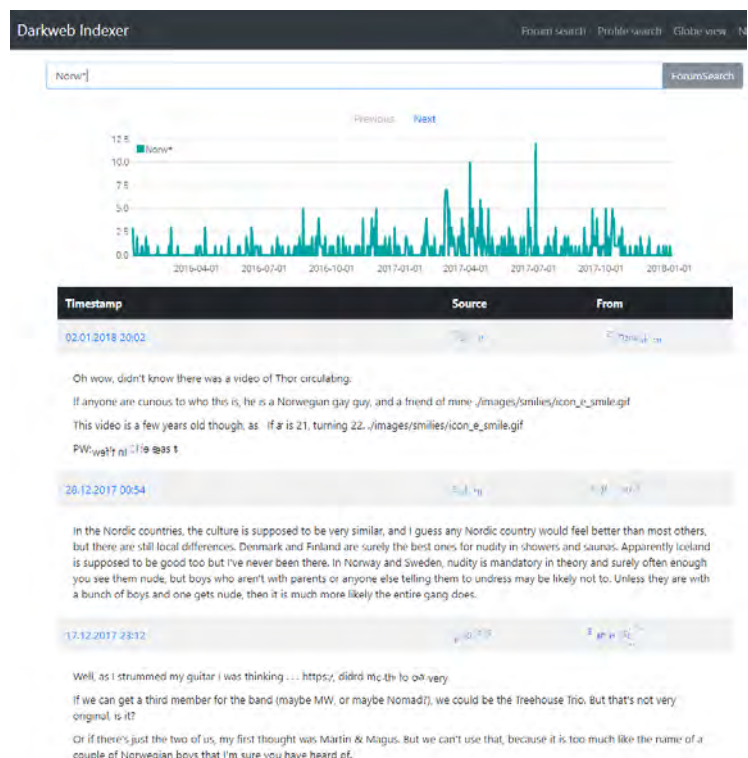 Darkweb Indexer
Forum search Profile search Globe view
Norw*
ForumSearch
Previous Next
12.5
Norw*
10.0
7.5
5.0
2.5
0.0
2016-04-01 2016-07-01 2016-10-01 2017-01-01 2017-04-01 2017-07-01 2017-10-01 2018-01-01
Timestamp Source From
02.01.2018 20:02
Oh wow, didn't know there was a video of Thor circulating.
If anyone are curious to who this is, he is a Norwegian gay guy, and a friend of mine ./images/smilies/icon_e_smile.gif
This video is a few years old though, as is 21, turning 22. ./images/smilies/icon_e_smile.gif
PW:
28.12.2017 00:54
In the Nordic countries, the culture is supposed to be very similar, and I guess any Nordic country would feel better than most others,
but there are still local differences. Denmark and Finland are surely the best ones for nudity in showers and saunas. Apparently Iceland
is supposed to be good too but I've never been there. In Norway and Sweden, nudity is mandatory in theory and surely often enough
you see them nude, but boys who aren't with parents or anyone else telling them to undress may be likely not to. Unless they are with
a bunch of boys and one gets nude, then it is much more likely the entire gang does.
17.12.2017 23:12
Well, as I strummed my guitar I was thinking . . .
If we can get a third member for the band (maybe MW, or maybe Nomad?), we could be the Treehouse Trio. But that's not very
original, is it?
Or if there's just the two of us, my first thought was Martin & Magus. But we can't use that, because it is too much like the name of a
couple of Norwegian boys that I'm sure you have heard of.